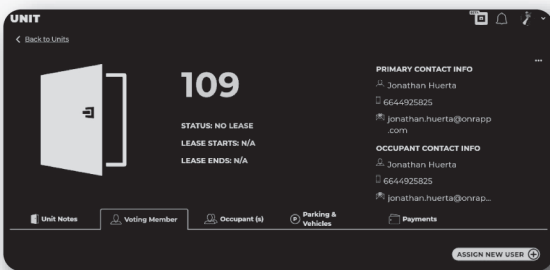 UNIT
Back to Units
109
STATUS: NO LEASE
LEASE STARTS: N/A
LEASE ENDS: N/A
PRIMARY CONTACT INFO
Jonathan Huerta
6644925825
jonathan.huerta@onrapp
.com
OCCUPANT CONTACT INFO
Jonathan Huerta
6644925825
jonathan.huerta@onrap...
Unit Notes
Voting Member
Occupant (s)
P Parking &
Vehicles
Payments
ASSIGN NEW USER